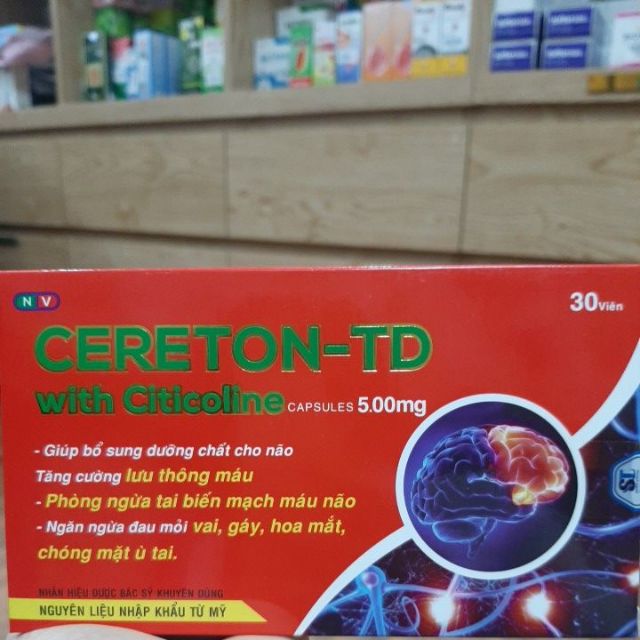 NV
30 Viên
CERETON-TD
with Citicoline CAPSULES 5.00mg
- Giúp bổ sung dưỡng chất cho não
Tăng cường lưu thông máu
- Phòng ngừa tai biến mạch máu não
- Ngăn ngừa đau mỏi vai, gáy, hoa mắt,
chóng mặt ù tai.
NHÃN HIỆU ĐƯỢC BÁC SỸ KHUYÊN DÙNG
NGUYÊN LIỆU NHẬP KHẨU TỪ MỸ